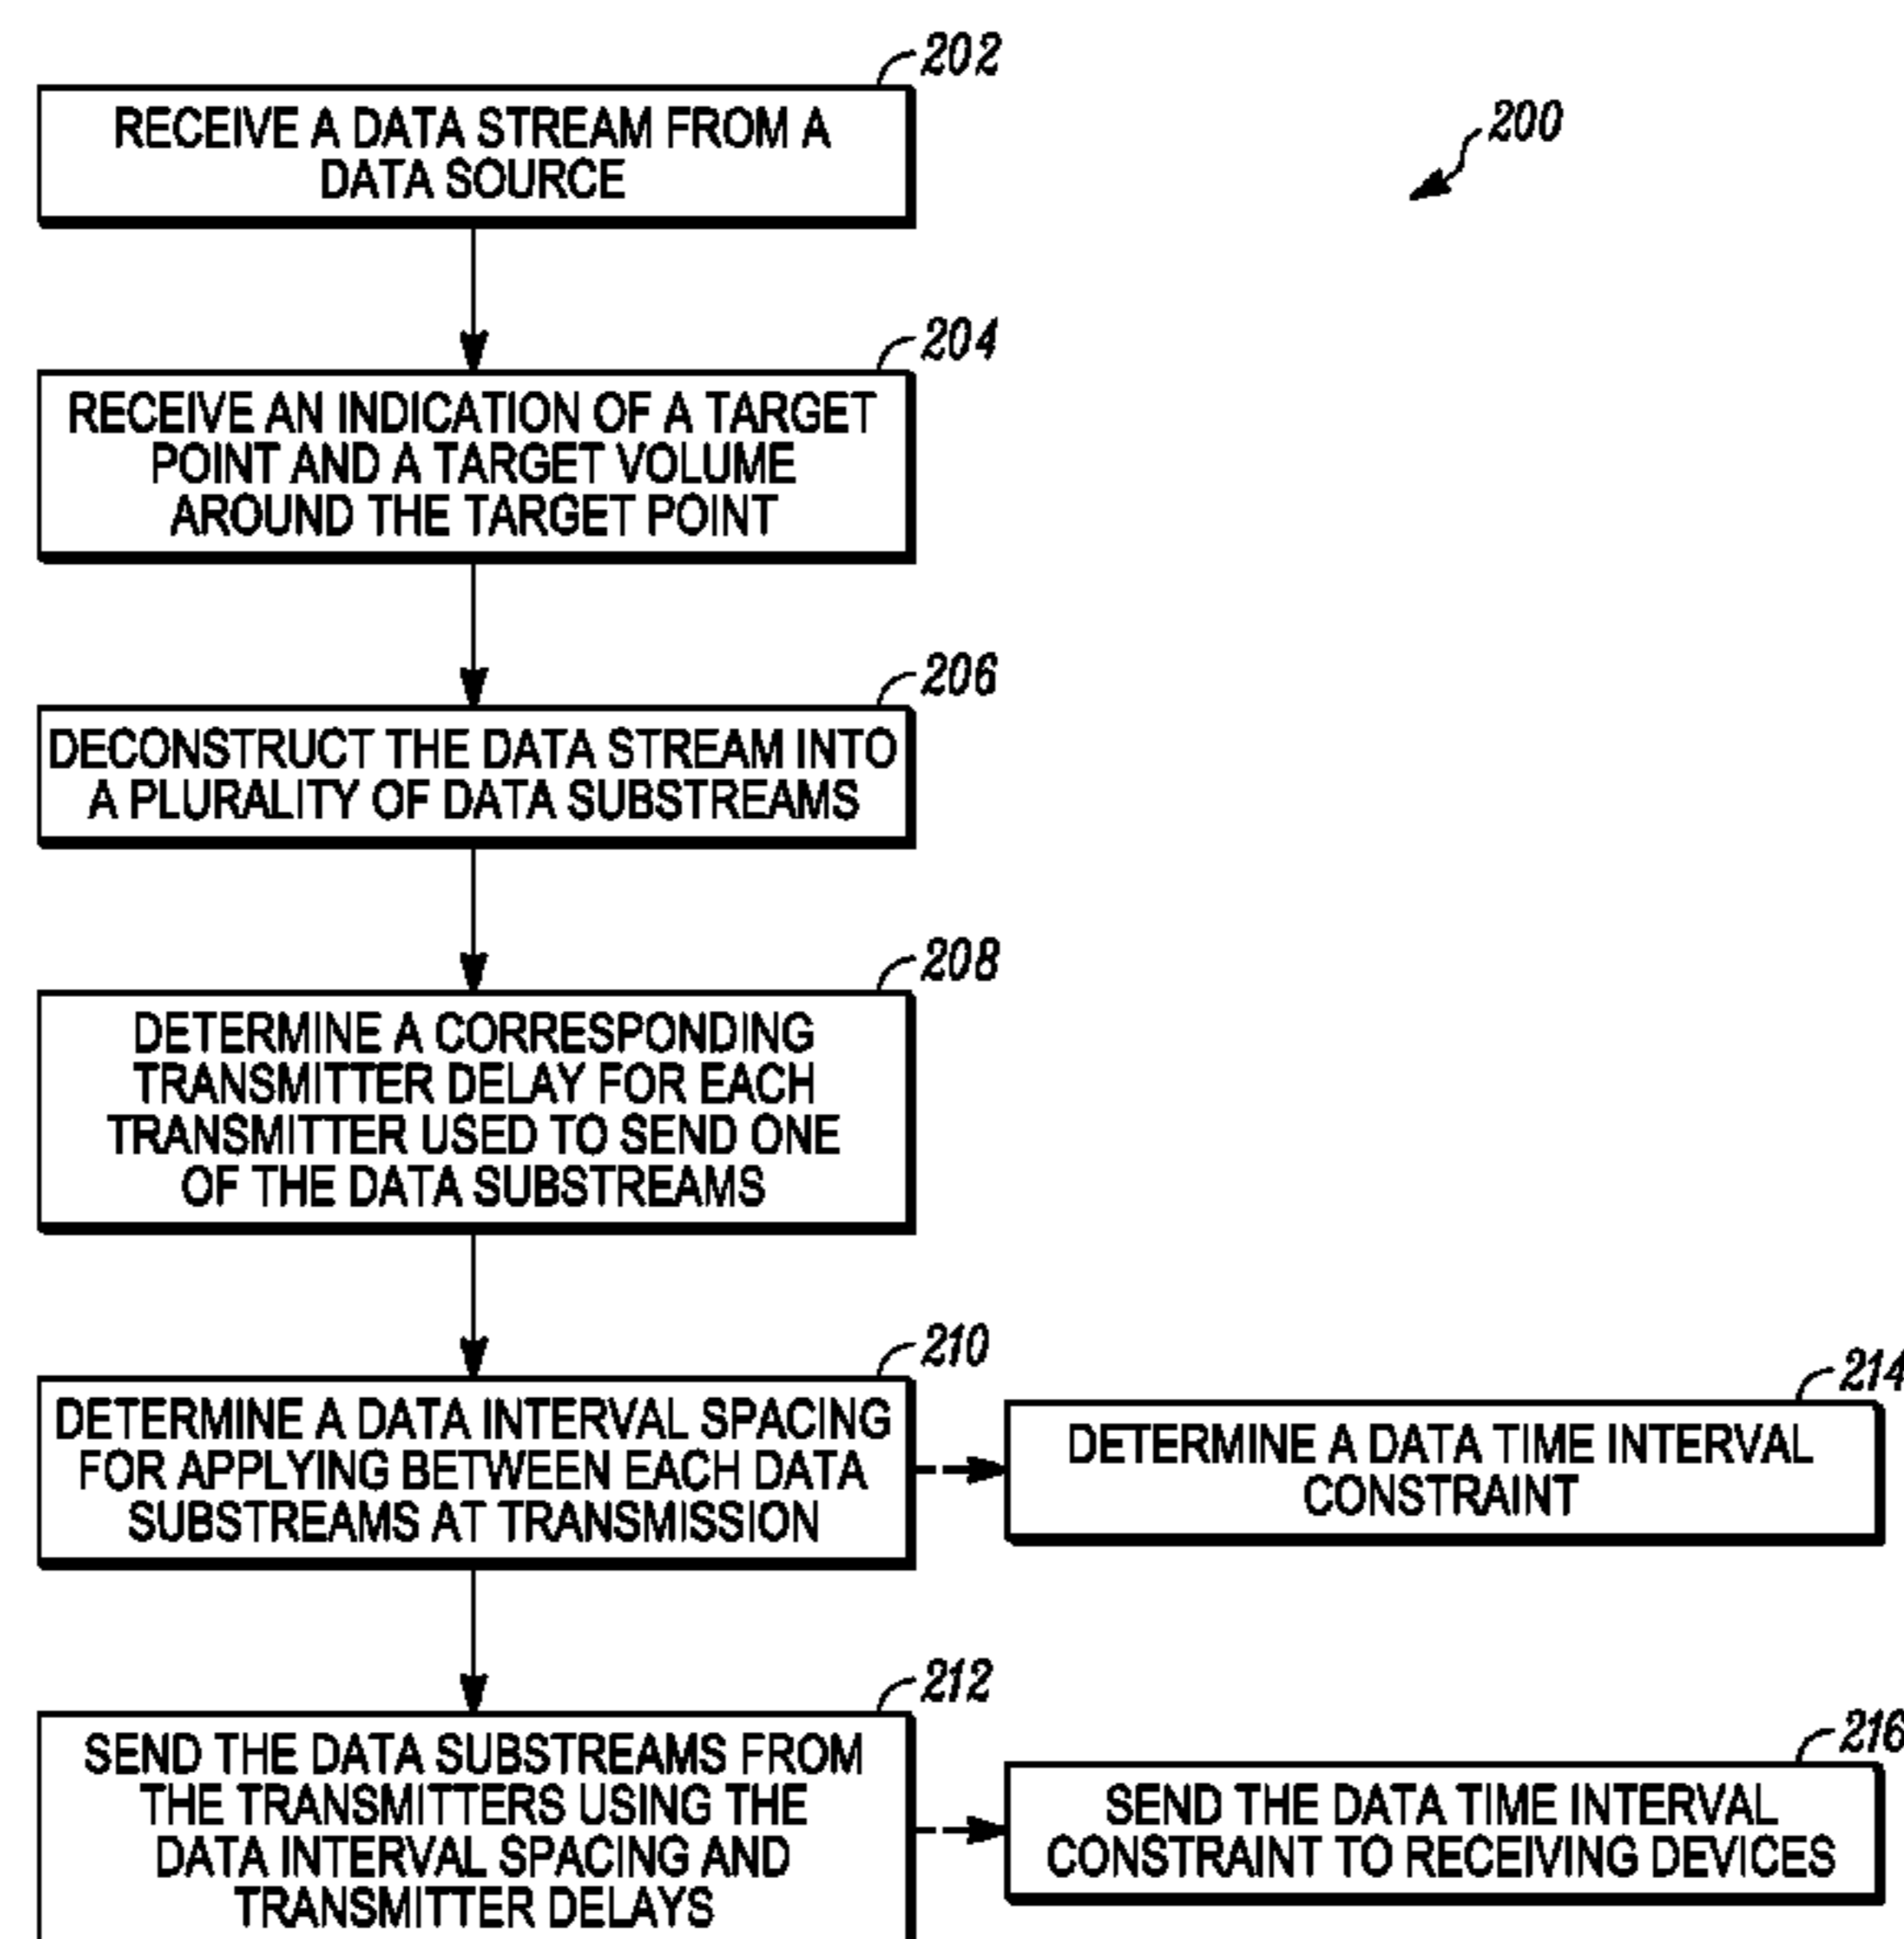 202
RECEIVE A DATA STREAM FROM A
DATA SOURCE
200
204
RECEIVE AN INDICATION OF A TARGET
POINT AND A TARGET VOLUME
AROUND THE TARGET POINT
206
DECONSTRUCT THE DATA STREAM INTO
A PLURALITY OF DATA SUBSTREAMS
208
DETERMINE A CORRESPONDING
TRANSMITTER DELAY FOR EACH
TRANSMITTER USED TO SEND ONE
OF THE DATA SUBSTREAMS
210
DETERMINE A DATA INTERVAL SPACING
FOR APPLYING BETWEEN EACH DATA
SUBSTREAMS AT TRANSMISSION
214
DETERMINE A DATA TIME INTERVAL
CONSTRAINT
212
SEND THE DATA SUBSTREAMS FROM
THE TRANSMITTERS USING THE
DATA INTERVAL SPACING AND
TRANSMITTER DELAYS
216
SEND THE DATA TIME INTERVAL
CONSTRAINT TO RECEIVING DEVICES